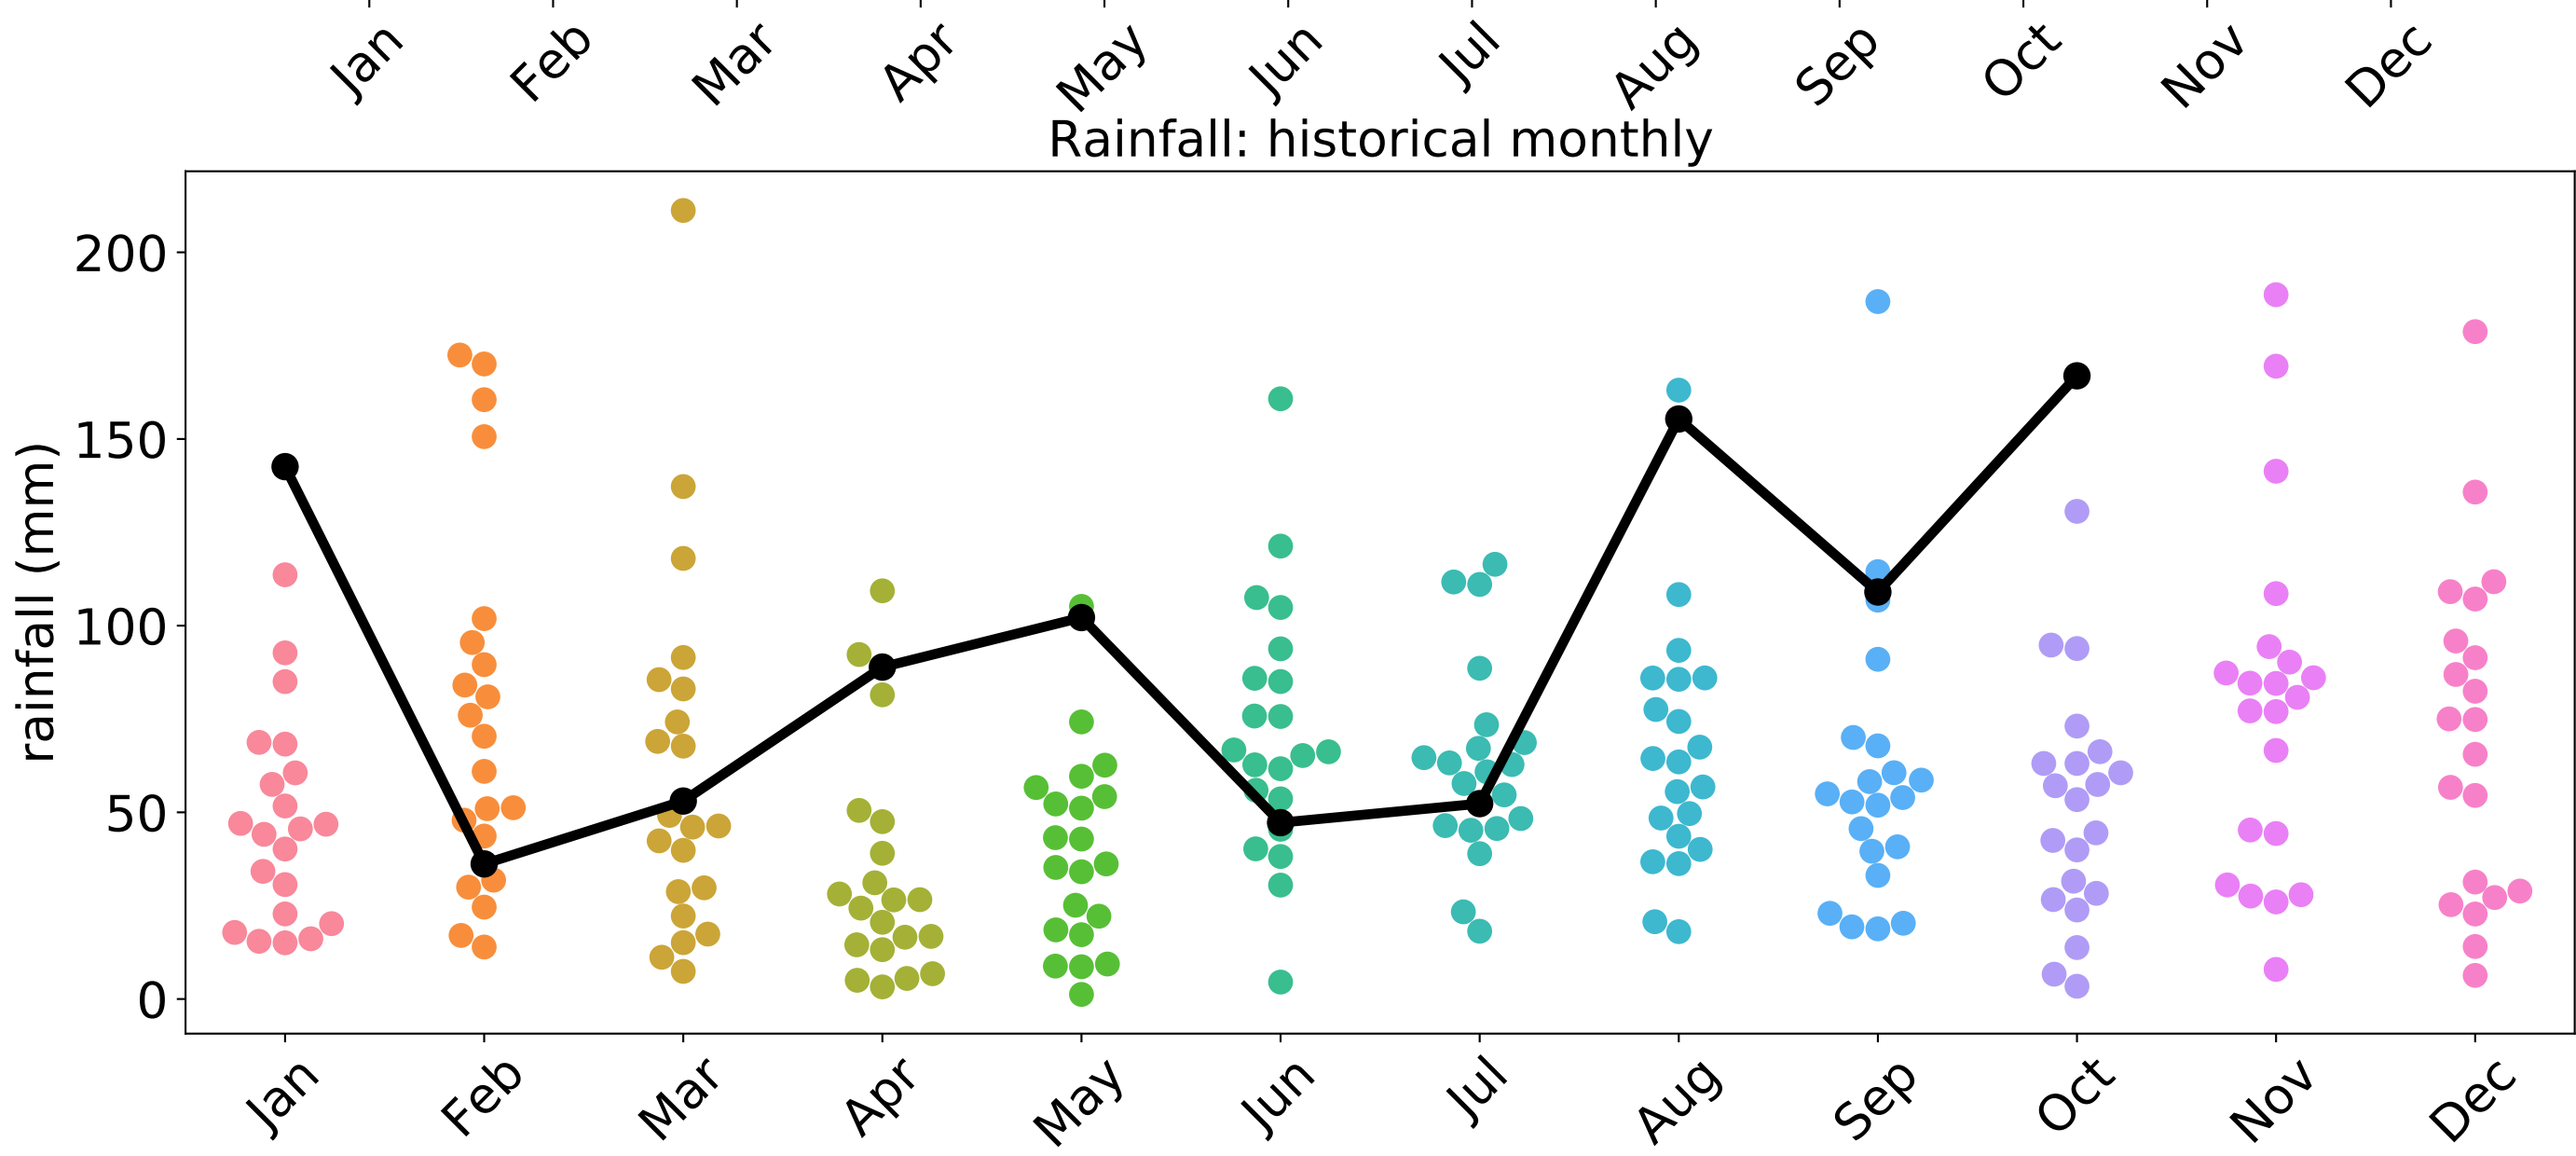 Jan Feb Mar Apr May Jun Jul Aug Sep Oct Nov Dec
Rainfall: historical monthly
rainfall (mm)
200
150
100
50
0
Jan Feb Mar Apr May Jun Jul Aug Sep Oct Nov Dec